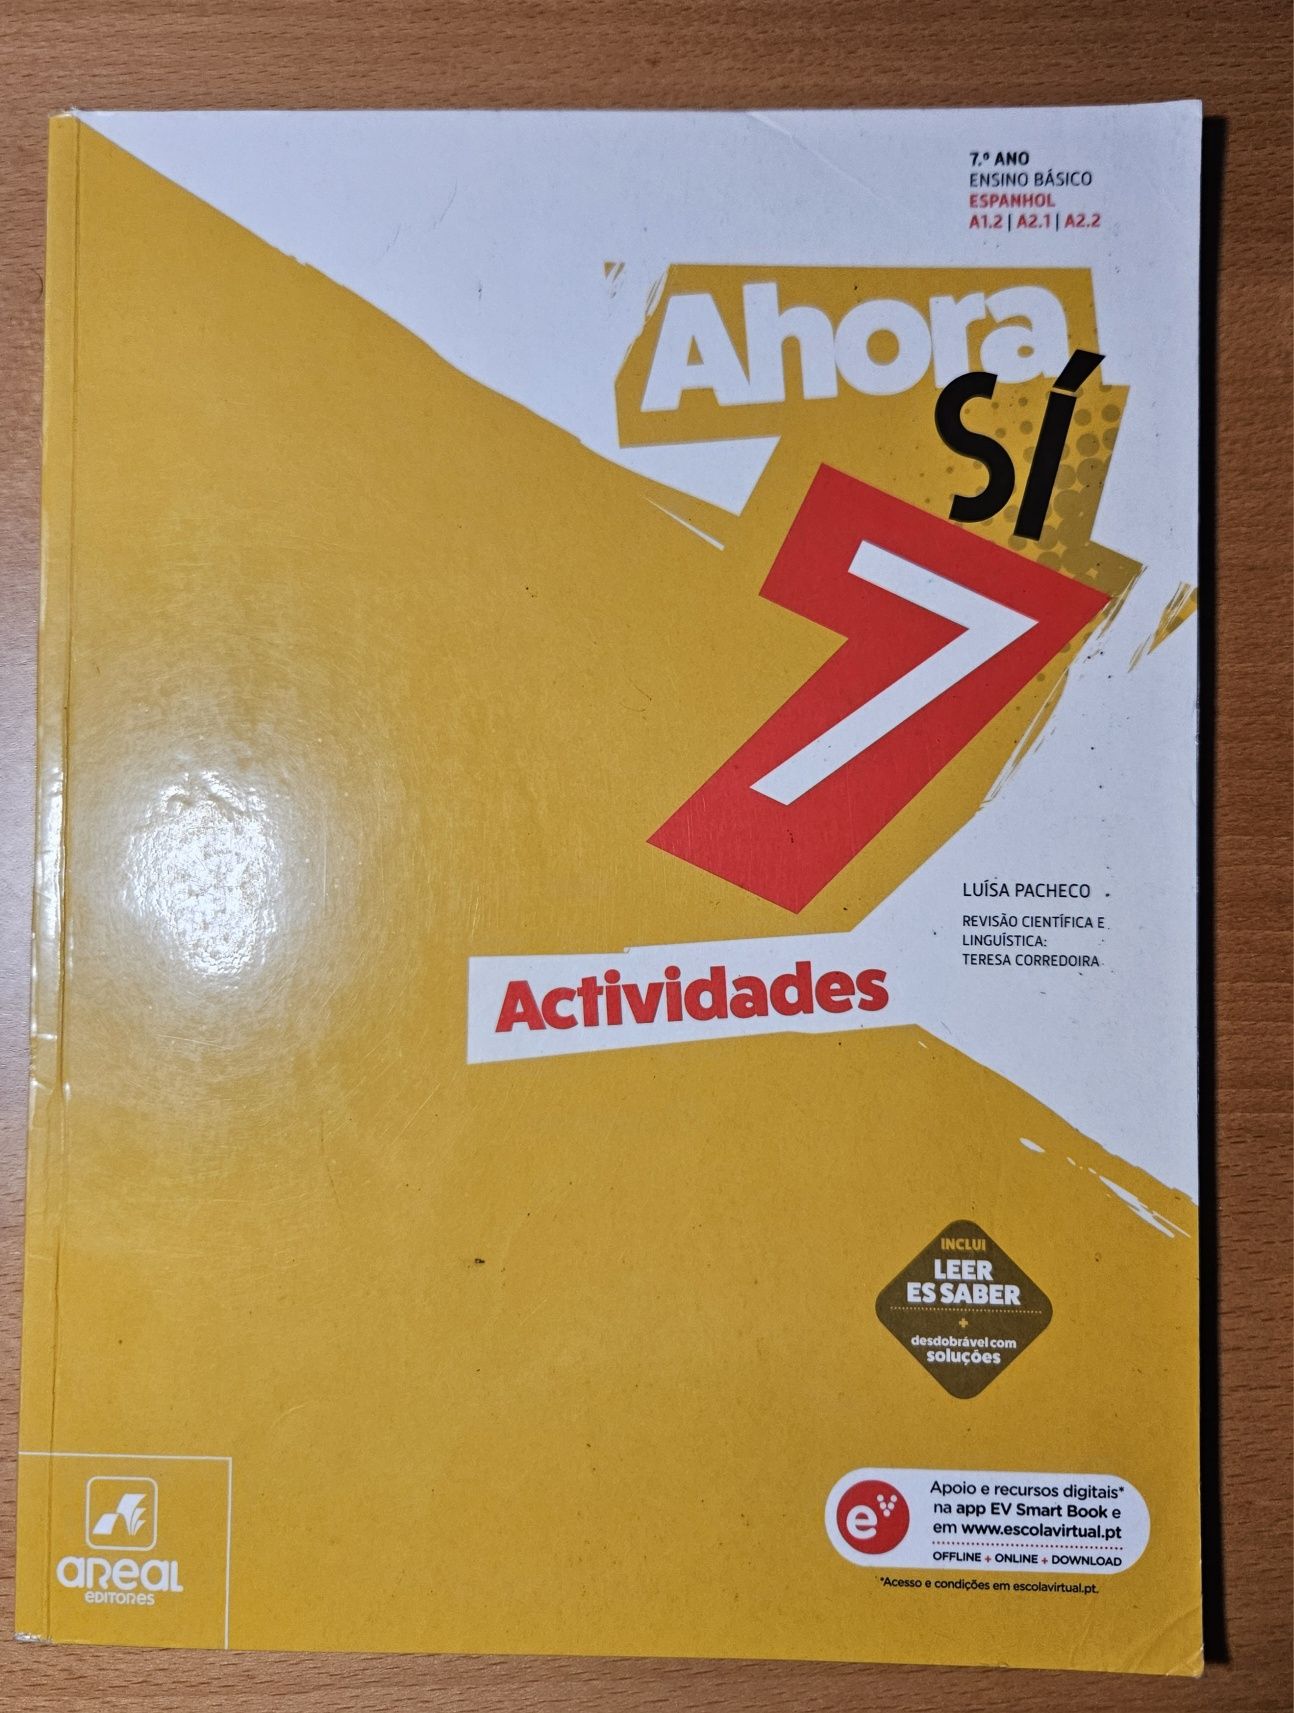 7.º ANO
ENSINO BÁSICO
ESPANHOL
A1.2 | A2.1 | A2.2
Ahora
SÍ
7
LUÍSA PACHECO
REVISÃO CIENTÍFICA E
LINGUÍSTICA:
TERESA CORREDOIRA
Actividades
INCLUI
LEER
ES SABER
+
desdobrável com
soluções
e
Apoio e recursos digitais*
na app EV Smart Book e
em www.escolavirtual.pt
OFFLINE + ONLINE + DOWNLOAD
*Acesso e condições em escolavirtual.pt.
aReal
EDITORES